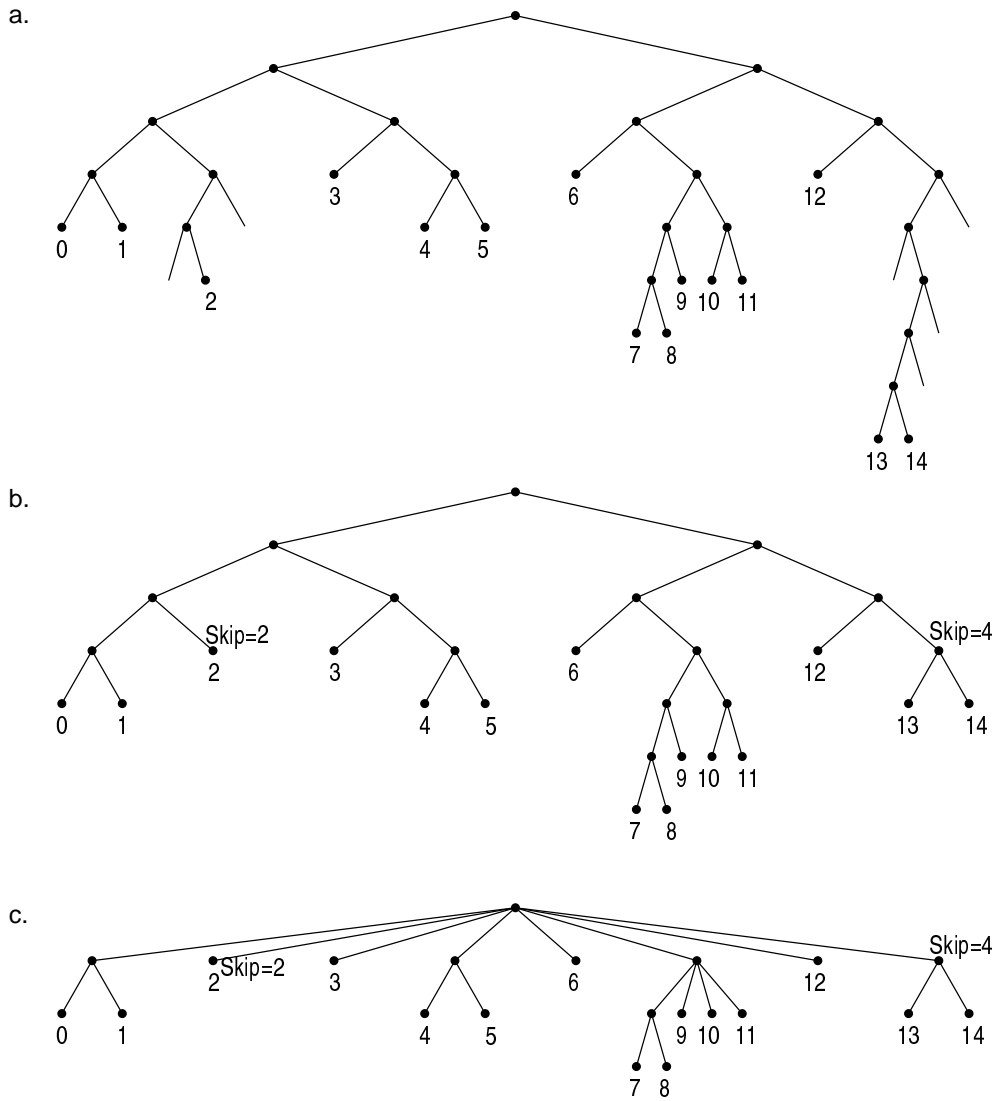 a.
3 6 12
0 1 4 5
2 9 10 11
7 8
13 14
b.
Skip=2 Skip=4
2 3 6 12
0 1 4 5 13 14
9 10 11
7 8
c.
Skip=4
2 Skip=2 3 6 12
0 1 4 5 9 10 11 13 14
7 8